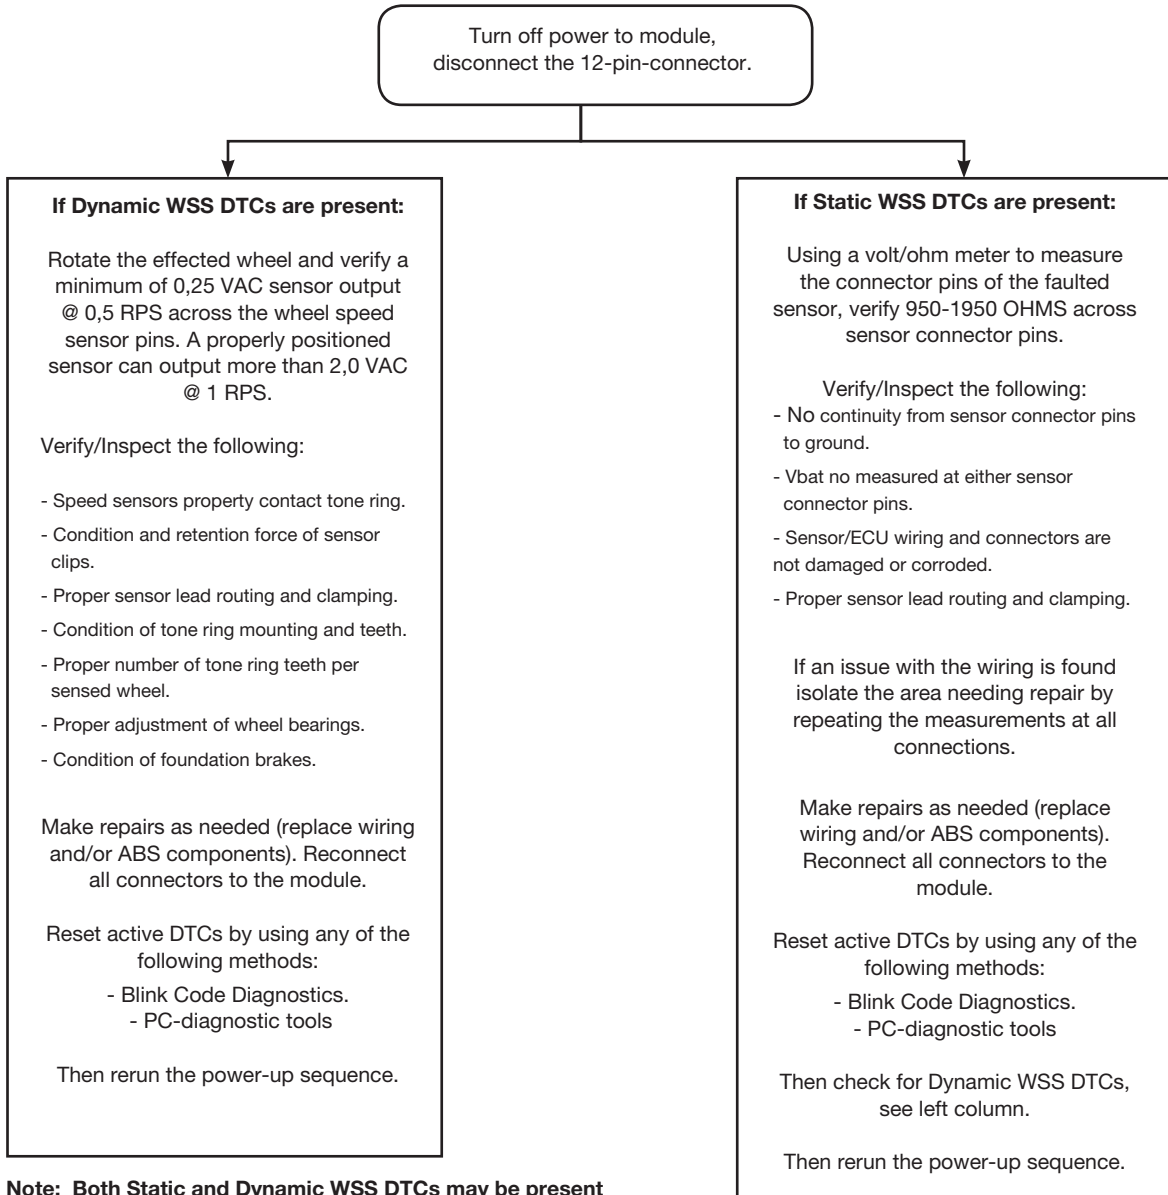 Turn off power to module,
disconnect the 12-pin-connector.
If Dynamic WSS DTCs are present:
Rotate the effected wheel and verify a
minimum of 0,25 VAC sensor output
@ 0,5 RPS across the wheel speed
sensor pins. A properly positioned
sensor can output more than 2,0 VAC
@ 1 RPS.
Verify/Inspect the following:
- Speed sensors property contact tone ring.
- Condition and retention force of sensor
clips.
- Proper sensor lead routing and clamping.
- Condition of tone ring mounting and teeth.
- Proper number of tone ring teeth per
sensed wheel.
- Proper adjustment of wheel bearings.
- Condition of foundation brakes.
Make repairs as needed (replace wiring
and/or ABS components). Reconnect
all connectors to the module.
Reset active DTCs by using any of the
following methods:
- Blink Code Diagnostics.
- PC-diagnostic tools
Then rerun the power-up sequence.
If Static WSS DTCs are present:
Using a volt/ohm meter to measure
the connector pins of the faulted
sensor, verify 950-1950 OHMS across
sensor connector pins.
Verify/Inspect the following:
- No continuity from sensor connector pins
to ground.
- Vbat no measured at either sensor
connector pins.
- Sensor/ECU wiring and connectors are
not damaged or corroded.
- Proper sensor lead routing and clamping.
If an issue with the wiring is found
isolate the area needing repair by
repeating the measurements at all
connections.
Make repairs as needed (replace
wiring and/or ABS components).
Reconnect all connectors to the
module.
Reset active DTCs by using any of the
following methods:
- Blink Code Diagnostics.
- PC-diagnostic tools
Then check for Dynamic WSS DTCs,
see left column.
Then rerun the power-up sequence.
Note: Both Static and Dynamic WSS DTCs may be present